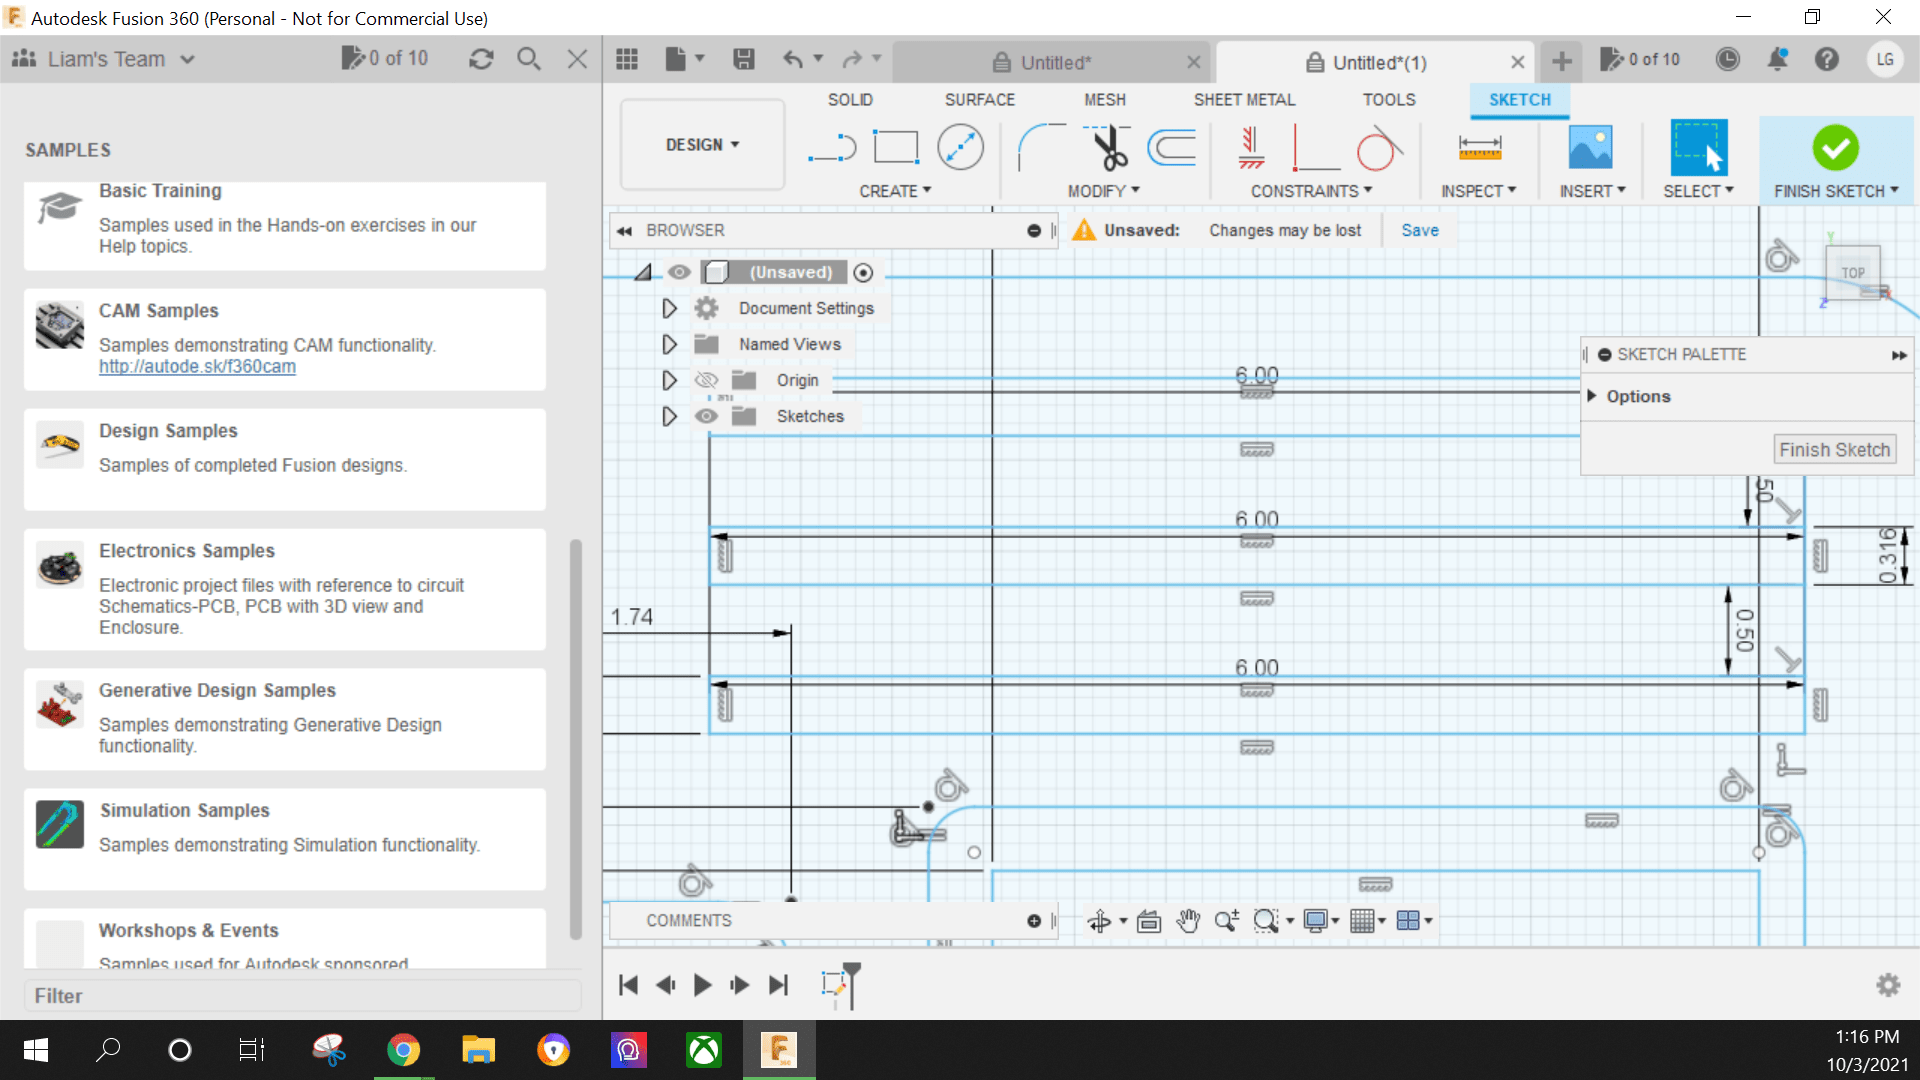 Autodesk Fusion 360 (Personal - Not for Commercial Use)
Liam's Team
0 of 10
Untitled*
Untitled*(1)
0 of 10
LG
SAMPLES
Basic Training
Samples used in the Hands-on exercises in our
Help topics.
CAM Samples
Samples demonstrating CAM functionality.
http://autode.sk/f360cam
Design Samples
Samples of completed Fusion designs.
Electronics Samples
Electronic project files with reference to circuit
Schematics-PCB, PCB with 3D view and
Enclosure.
Generative Design Samples
Samples demonstrating Generative Design
functionality.
Simulation Samples
Samples demonstrating Simulation functionality.
Workshops & Events
Samples used for Autodesk sponsored
Filter
DESIGN
SOLID
SURFACE
MESH
SHEET METAL
TOOLS
SKETCH
CREATE
MODIFY
CONSTRAINTS
INSPECT
INSERT
SELECT
FINISH SKETCH
BROWSER
Unsaved:
Changes may be lost
Save
(Unsaved)
Document Settings
Named Views
Origin
Sketches
Y
TOP
Z
SKETCH PALETTE
Options
Finish Sketch
6.00
6.00
6.00
1.74
50
0.316
0.50
COMMENTS
1:16 PM
10/3/2021